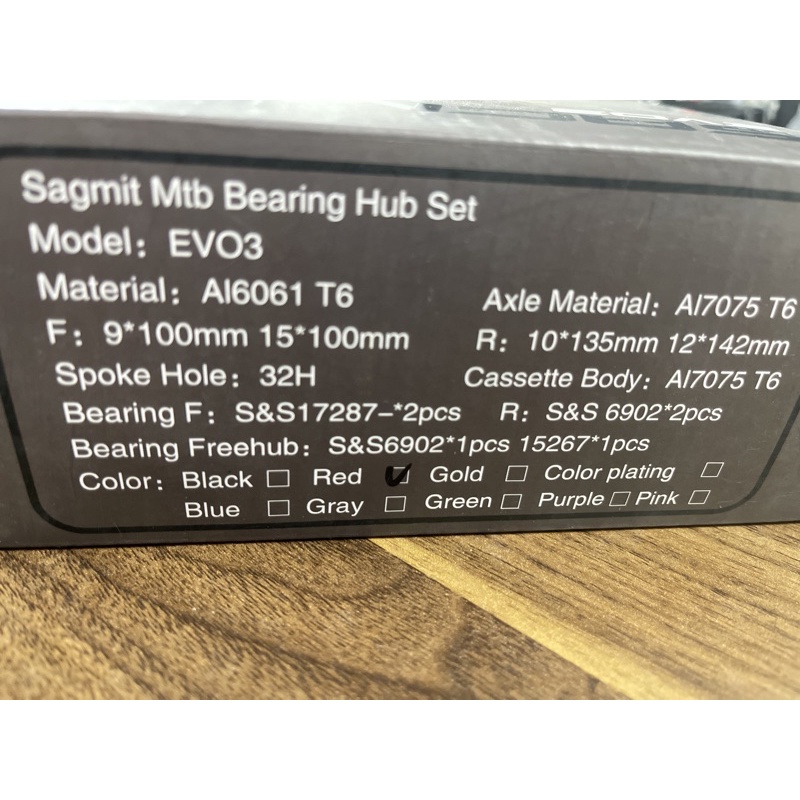 Sagmit Mtb Bearing Hub Set
Model: EVO3
Material: Al6061 T6 Axle Material: Al7075 T6
F: 9*100mm 15*100mm R: 10*135mm 12*142mm
Spoke Hole: 32H Cassette Body: Al7075 T6
Bearing F: S&S17287-*2pcs R: S&S 6902*2pcs
Bearing Freehub: S&S6902*1pcs 15267*1pcs
Color: Black ☐ Red ☑ Gold ☐ Color plating ☐
Blue ☐ Gray ☐ Green ☐ Purple ☐ Pink ☐